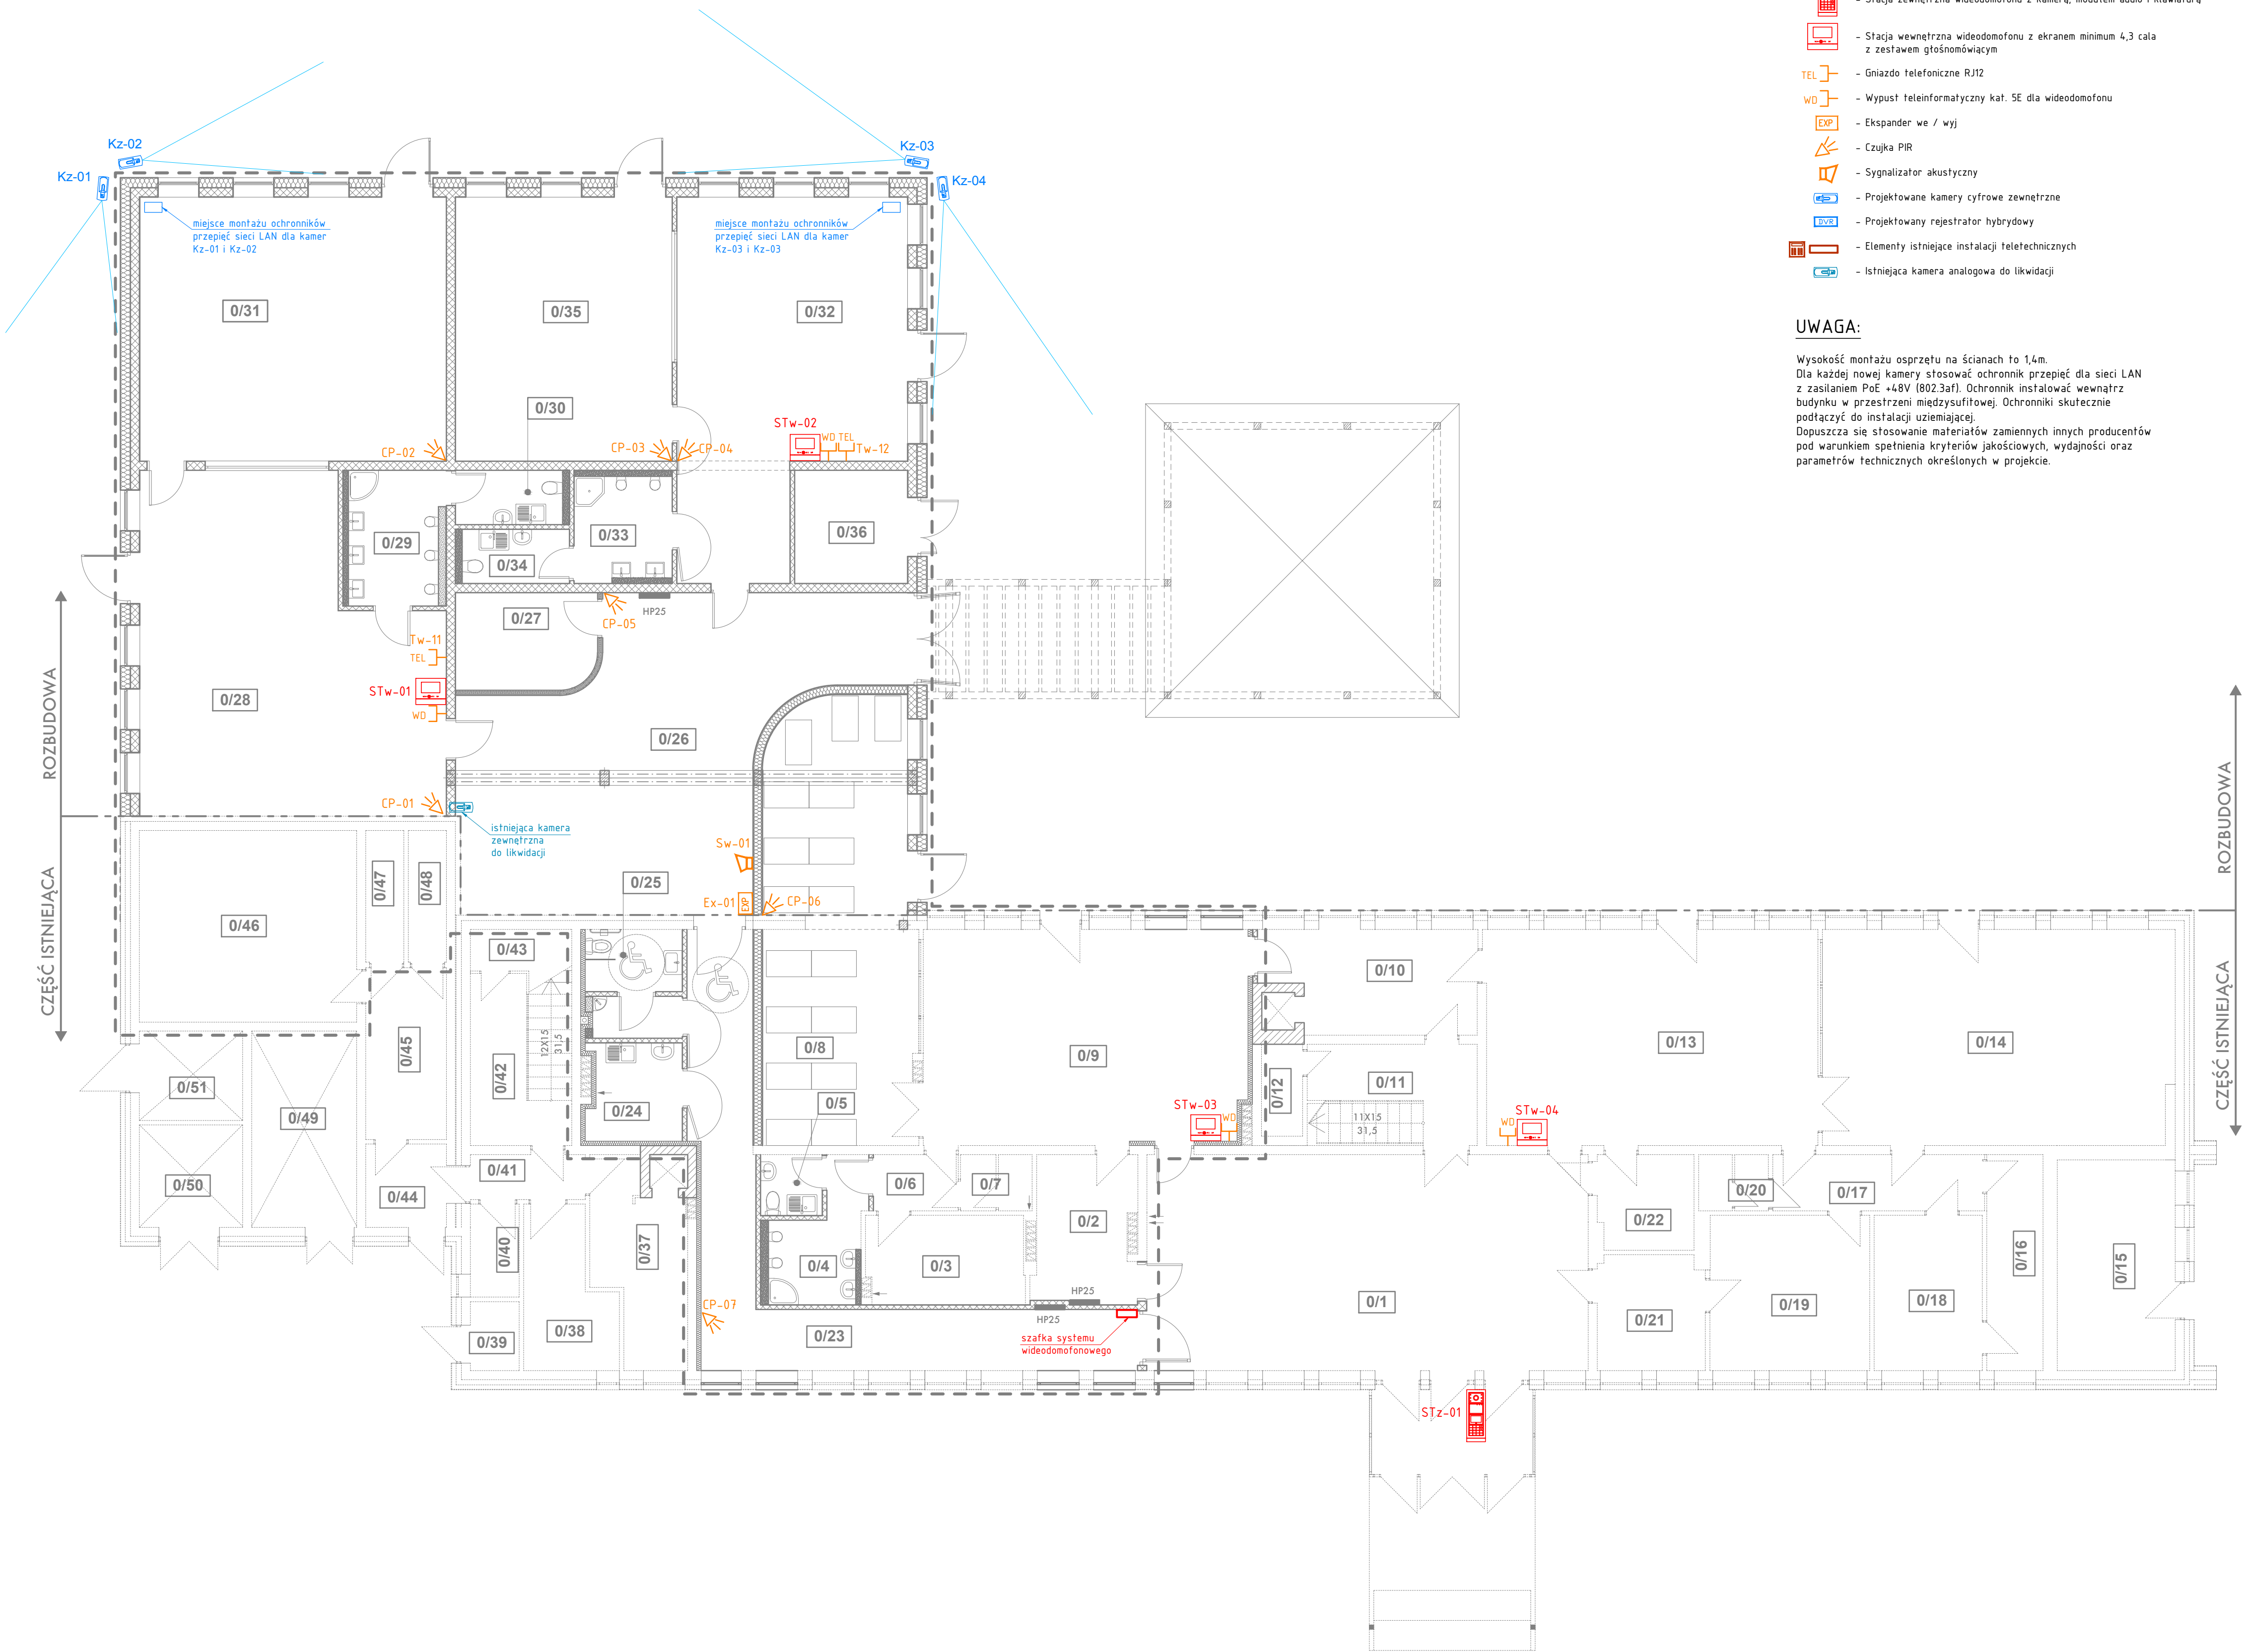 - Stacja zewnętrzna wideodomofonu z kamerą, modułem audio i klawiaturą
- Stacja wewnętrzna wideodomofonu z ekranem minimum 4,3 cala
z zestawem głośnomówiącym
TEL - Gniazdo telefoniczne RJ12
WD - Wypust teleinformatyczny kat. 5E dla wideodomofonu
EXP - Ekspander we / wyj
- Czujka PIR
- Sygnalizator akustyczny
- Projektowane kamery cyfrowe zewnętrzne
DVR - Projektowany rejestrator hybrydowy
- Elementy istniejące instalacji teletechnicznych
- Istniejąca kamera analogowa do likwidacji
UWAGA:
Wysokość montażu osprzętu na ścianach to 1,4m.
Dla każdej nowej kamery stosować ochronnik przepięć dla sieci LAN
z zasilaniem PoE +48V (802.3af). Ochronnik instalować wewnątrz
budynku w przestrzeni międzysufitowej. Ochronniki skutecznie
podłączyć do instalacji uziemiającej.
Dopuszcza się stosowanie materiałów zamiennych innych producentów
pod warunkiem spełnienia kryteriów jakościowych, wydajności oraz
parametrów technicznych określonych w projekcie.
Kz-02
Kz-03
Kz-01
Kz-04
miejsce montażu ochronników
przepięć sieci LAN dla kamer
Kz-01 i Kz-02
miejsce montażu ochronników
przepięć sieci LAN dla kamer
Kz-03 i Kz-03
0/31
0/35
0/32
0/30
STw-02
WD TEL
CP-02
CP-03
CP-04
Tw-12
0/29
0/33
0/36
0/34
HP25
0/27
CP-05
Tw-11
TEL
STw-01
WD
0/28
0/26
ROZBUDOWA
CZĘŚĆ ISTNIEJĄCA
ROZBUDOWA
CZĘŚĆ ISTNIEJĄCA
CP-01
istniejąca kamera
zewnętrzna
do likwidacji
Sw-01
0/47
0/48
0/25
Ex-01
EXP
CP-06
0/46
0/43
0/10
12X15
31,5
0/45
0/42
0/8
0/9
0/13
0/14
0/51
0/49
0/24
0/5
0/12
0/11
STw-03
WD
11X15
31,5
WD
STw-04
0/50
0/44
0/41
0/6
0/7
0/20
0/17
0/40
0/37
0/2
0/22
0/16
0/15
0/4
0/3
HP25
HP25
CP-07
0/1
0/19
0/18
0/21
0/39
0/38
0/23
szafka systemu
wideodomofonowego
STz-01